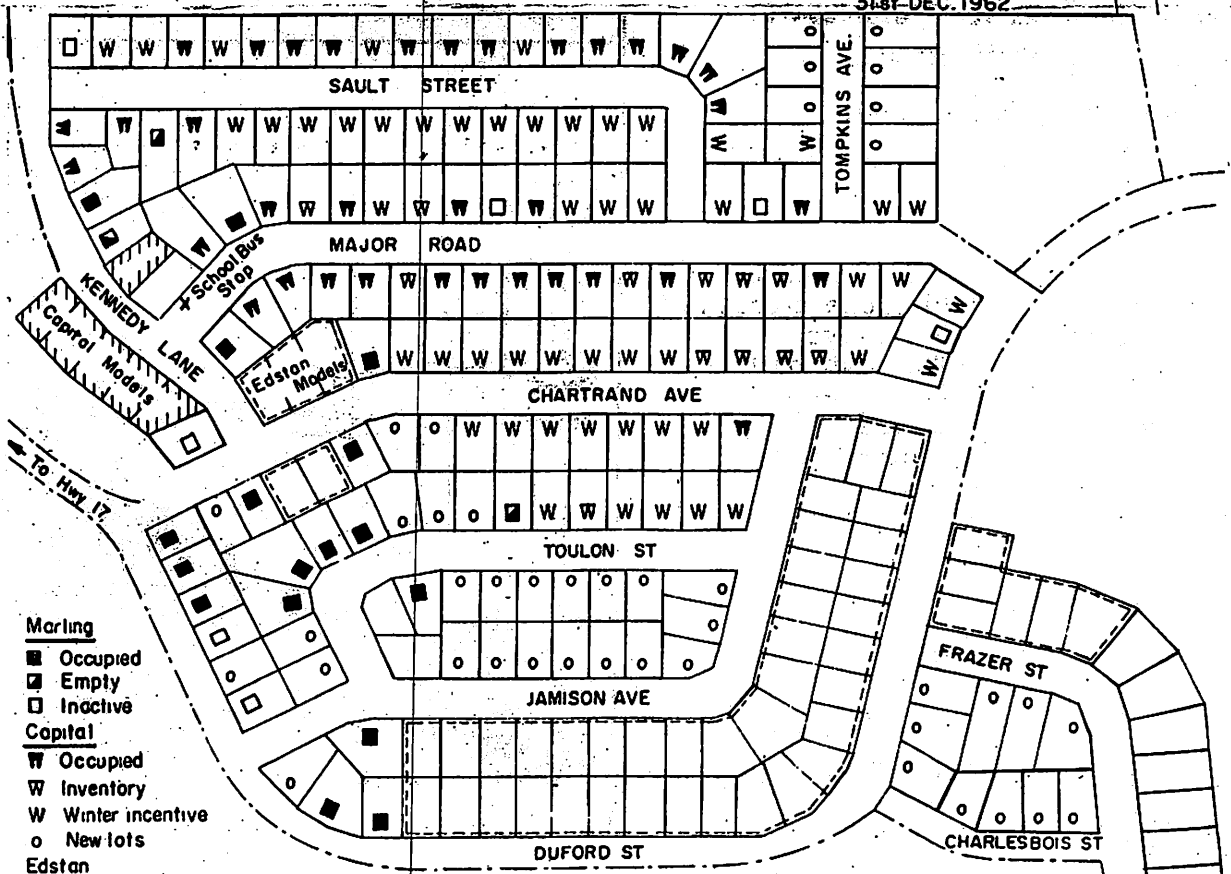 31ST DEC. 1962
SAULT STREET
TOMPKINS AVE.
MAJOR ROAD
+ School Bus Stop
KENNEDY LANE
Capital Models
Edstan Models
CHARTRAND AVE
To Hwy 17
TOULON ST
JAMISON AVE
FRAZER ST
DUFORD ST
CHARLESBOIS ST
Marling
Occupied
Empty
Inactive
Capital
Occupied
Inventory
W Winter incentive
o New lots
Edstan